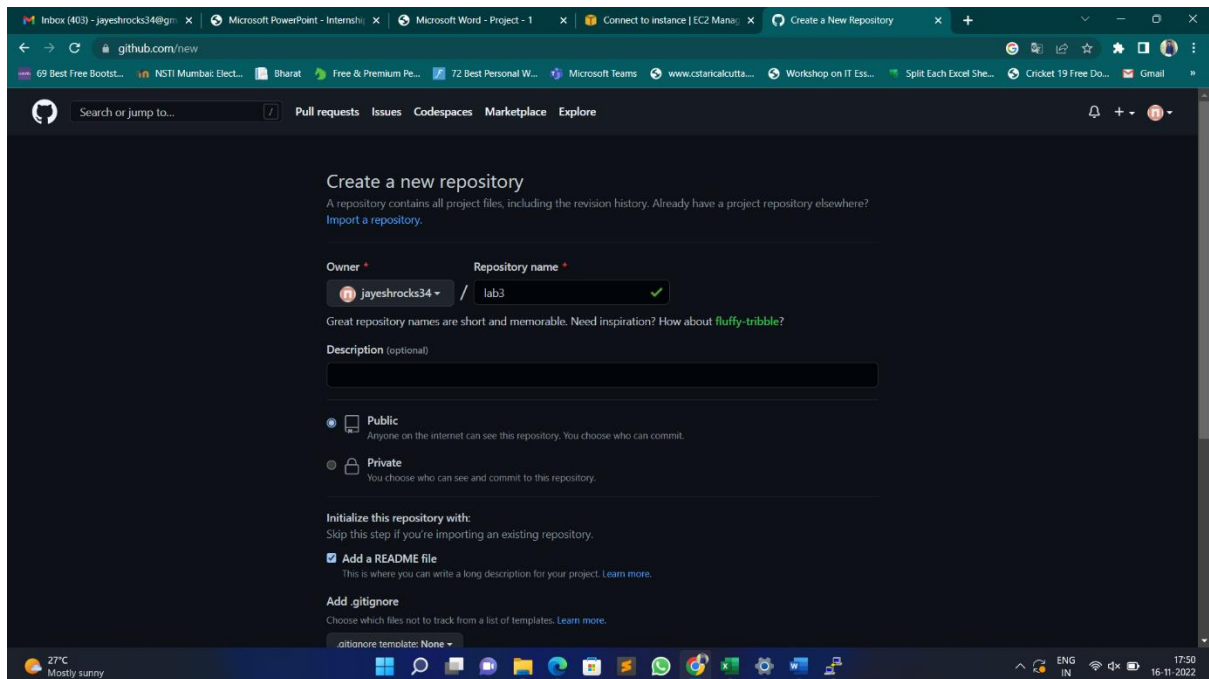 Inbox (403) - jayeshrocks34@gm
Microsoft PowerPoint - Internshi
Microsoft Word - Project - 1
Connect to instance | EC2 Manag
Create a New Repository
github.com/new
69 Best Free Bootst...
NSTI Mumbai: Elect...
Bharat
Free & Premium Pe...
72 Best Personal W...
Microsoft Teams
www.cstaricalcutta....
Workshop on IT Ess...
Split Each Excel She...
Cricket 19 Free Do...
Gmail
»
Search or jump to...
/
Pull requests
Issues
Codespaces
Marketplace
Explore
Create a new repository
A repository contains all project files, including the revision history. Already have a project repository elsewhere?
Import a repository.
Owner *
Repository name *
jayeshrocks34
/
lab3
Great repository names are short and memorable. Need inspiration? How about fluffy-tribble?
Description (optional)
Public
Anyone on the internet can see this repository. You choose who can commit.
Private
You choose who can see and commit to this repository.
Initialize this repository with:
Skip this step if you're importing an existing repository.
Add a README file
This is where you can write a long description for your project. Learn more.
Add .gitignore
Choose which files not to track from a list of templates. Learn more.
.gitignore template: None
27°C
Mostly sunny
ENG
IN
17:50
16-11-2022